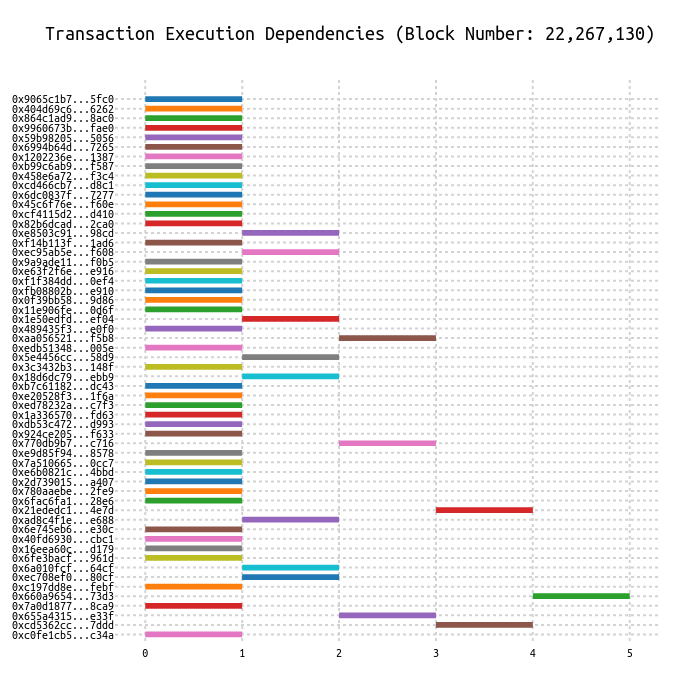 Transaction Execution Dependencies (Block Number: 22,267,130)
0x9065c1b7...5fc0
0x404d69c6...6262
0x864c1ad9...8ac0
0x9960673b...fae0
0x59b98205...5056
0x6994b64d...7265
0x1202236e...1387
0xb99c6ab9...f587
0x458e6a72...f3c4
0xcd466cb7...d8c1
0x6dc0837f...7277
0x45c6f76e...f60e
0xcf4115d2...d410
0x82b6dcad...2ca0
0xe8503c91...98cd
0xf14b113f...1ad6
0xec95ab5e...f608
0x9a9ade11...f0b5
0xe63f2f6e...e916
0xf1f384dd...0ef4
0xfb08802b...e910
0x0f39bb58...9d86
0x11e906fe...0d6f
0x1e50edfd...ef04
0x489435f3...e0f0
0xaa056521...f5b8
0xedb51348...005e
0x5e4456cc...58d9
0x3c3432b3...148f
0x18d6dc79...ebb9
0xb7c61182...dc43
0xe20528f3...1f6a
0xed78232a...c7f3
0x1a336570...fd63
0xdb53c472...d993
0x924ce205...f633
0x770db9b7...c716
0xe9d85f94...8578
0x7a510665...0cc7
0xe6b0821c...4bbd
0x2d739015...a407
0x780aaebe...2fe9
0x6fac6fa1...28e6
0x21ededc1...4e7d
0xad8c4f1e...e688
0x6e745eb6...e30c
0x40fd6930...cbc1
0x16eea60c...d179
0x6fe3bacf...961d
0x6a010fcf...64cf
0xec708ef0...80cf
0xc197dd8e...febf
0x660a9654...73d3
0x7a0d1877...8ca9
0x655a4315...e33f
0xcd5362cc...7ddd
0xc0fe1cb5...c34a
0 1 2 3 4 5